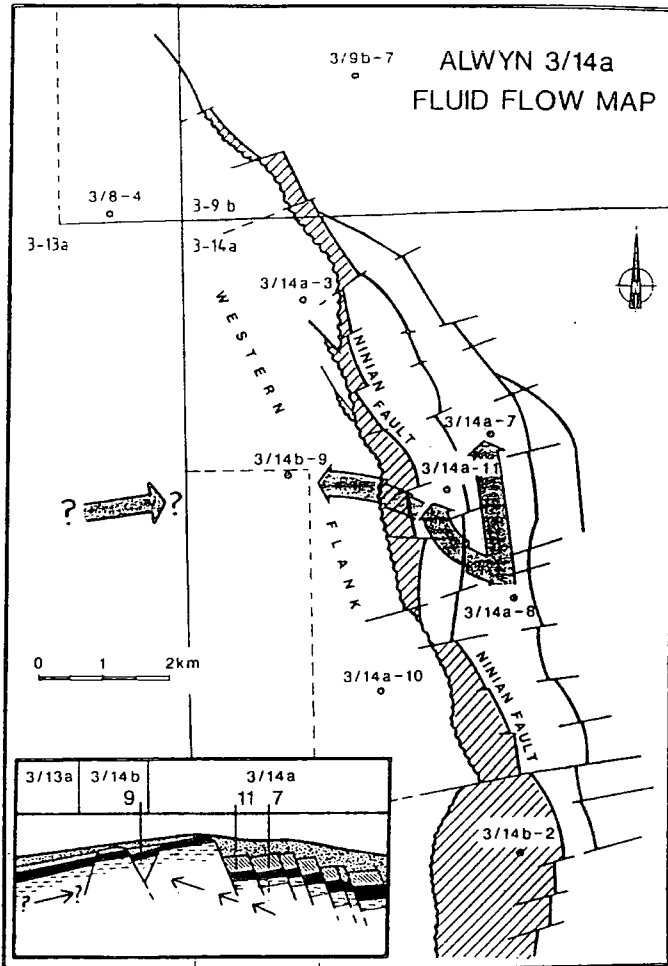 ALWYN 3/14a
FLUID FLOW MAP
3/9b-7
3/8-4
3-9 b
3-13a
3-14a
3/14a-3
WESTERN
FLANK
NINIAN
FAULT
3/14a-7
3/14b-9
3/14a-11
?
?
3/14a-8
0 1 2km
3/14a-10
NINIAN
FAULT
3/14b-2
3/13a 3/14b 3/14a
9 11 7
? ?